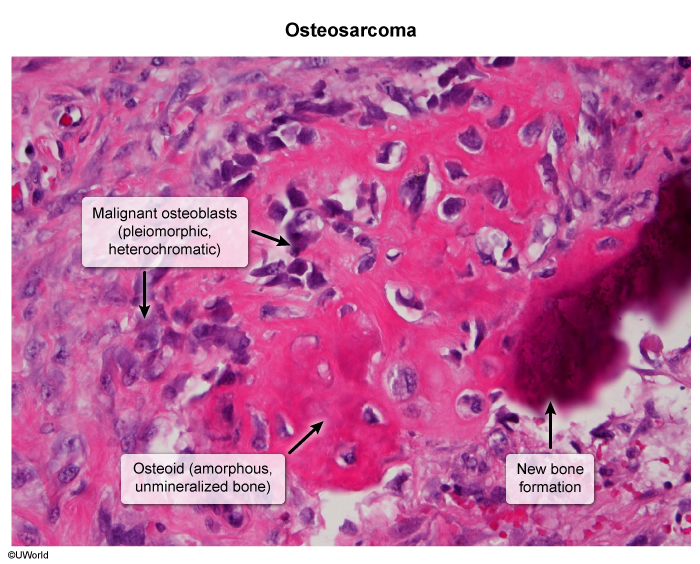 Osteosarcoma
Malignant osteoblasts
(pleiomorphic,
heterochromatic)
Osteoid (amorphous,
unmineralized bone)
New bone
formation
©UWorld